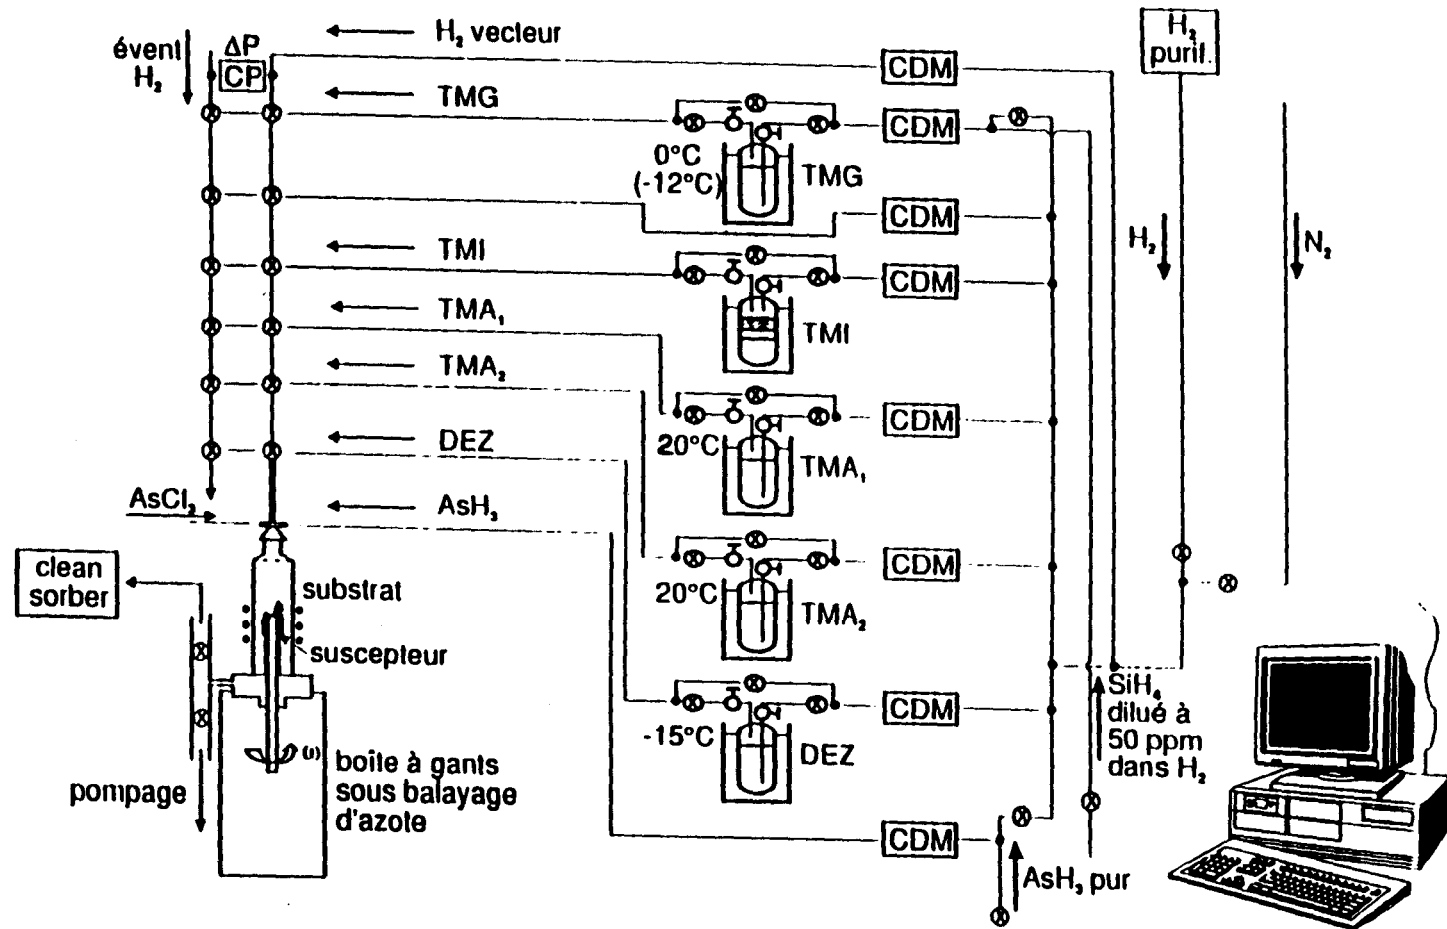 évent
H₂
ΔP
CP
H₂ vecteur
CDM
H₂
purif.
TMG
CDM
0°C
(-12°C)
TMG
CDM
H₂
N₂
TMI
CDM
TMI
TMA₁
TMA₂
CDM
20°C
TMA₁
DEZ
AsCl₂
AsH₃
clean
sorber
substrat
suscepteur
CDM
20°C
TMA₂
SiH₄
dilué à
50 ppm
dans H₂
CDM
-15°C
DEZ
ω
boîte à gants
sous balayage
d'azote
pompage
CDM
AsH₃ pur